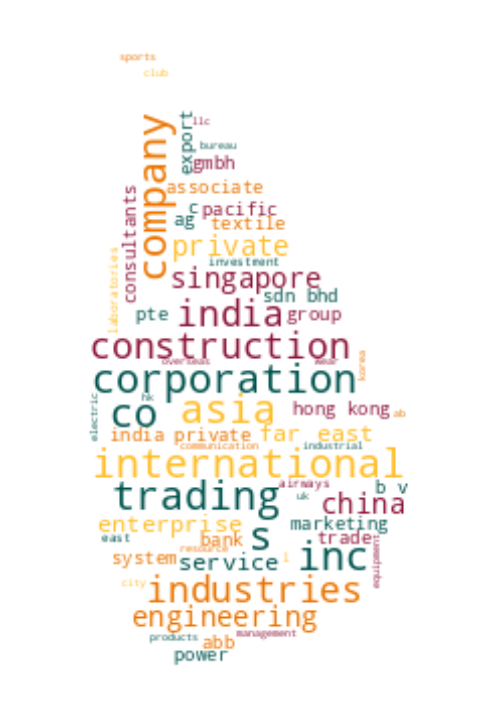 sports
club
company
export
llc
bureau
gmbh
associate
consultants
c pacific
ag textile
private
laboratories
investment
singapore
sdn bhd
pte india group
construction
overseas wear
korea
corporation
electric
hk
co asia hong kong ab
india private far east
communication industrial
international
airways
trading uk b v
china
enterprise s marketing
east bank trade
resource
system service l inc
equipment
city industries
engineering
products abb management
power